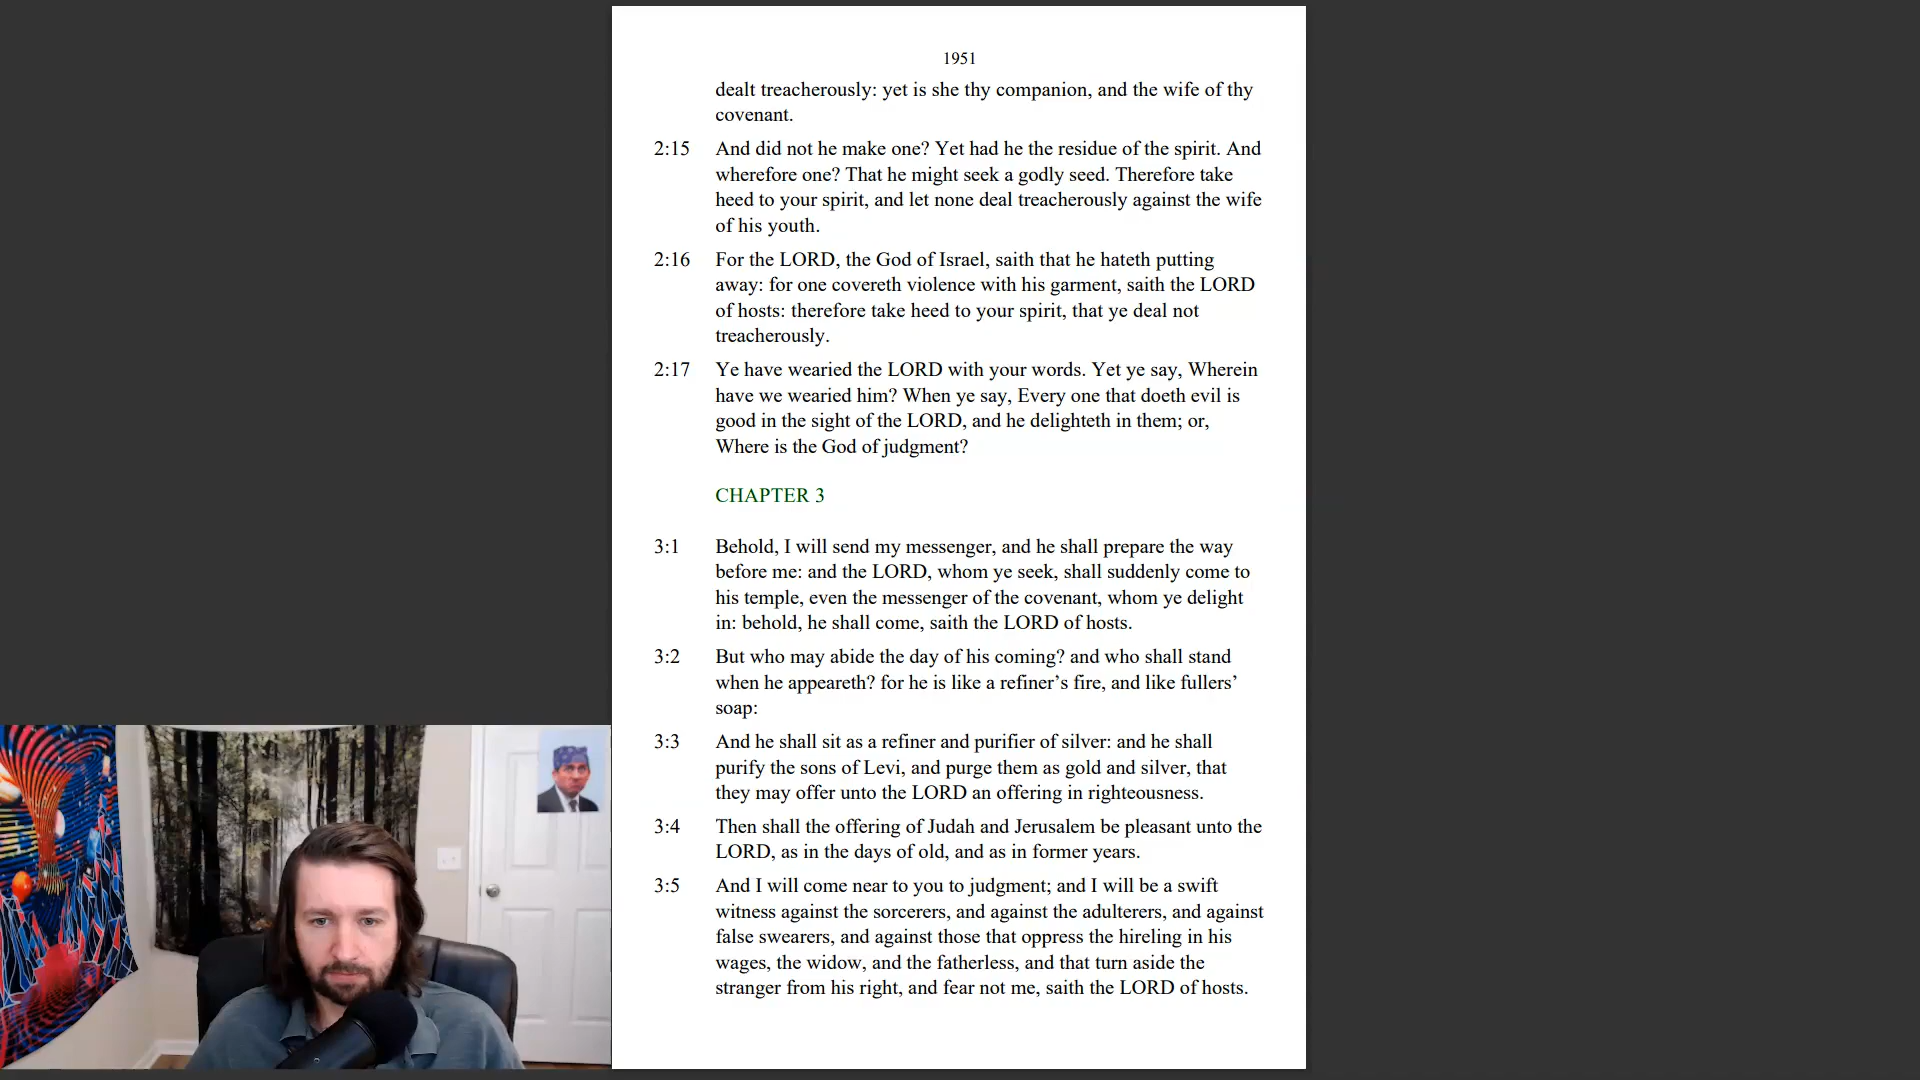 1951
dealt treacherously: yet is she thy companion, and the wife of thy
covenant.
2:15 And did not he make one? Yet had he the residue of the spirit. And
wherefore one? That he might seek a godly seed. Therefore take
heed to your spirit, and let none deal treacherously against the wife
of his youth.
2:16 For the LORD, the God of Israel, saith that he hateth putting
away: for one covereth violence with his garment, saith the LORD
of hosts: therefore take heed to your spirit, that ye deal not
treacherously.
2:17 Ye have wearied the LORD with your words. Yet ye say, Wherein
have we wearied him? When ye say, Every one that doeth evil is
good in the sight of the LORD, and he delighteth in them; or,
Where is the God of judgment?
CHAPTER 3
3:1 Behold, I will send my messenger, and he shall prepare the way
before me: and the LORD, whom ye seek, shall suddenly come to
his temple, even the messenger of the covenant, whom ye delight
in: behold, he shall come, saith the LORD of hosts.
3:2 But who may abide the day of his coming? and who shall stand
when he appeareth? for he is like a refiner’s fire, and like fullers’
soap:
3:3 And he shall sit as a refiner and purifier of silver: and he shall
purify the sons of Levi, and purge them as gold and silver, that
they may offer unto the LORD an offering in righteousness.
3:4 Then shall the offering of Judah and Jerusalem be pleasant unto the
LORD, as in the days of old, and as in former years.
3:5 And I will come near to you to judgment; and I will be a swift
witness against the sorcerers, and against the adulterers, and against
false swearers, and against those that oppress the hireling in his
wages, the widow, and the fatherless, and that turn aside the
stranger from his right, and fear not me, saith the LORD of hosts.